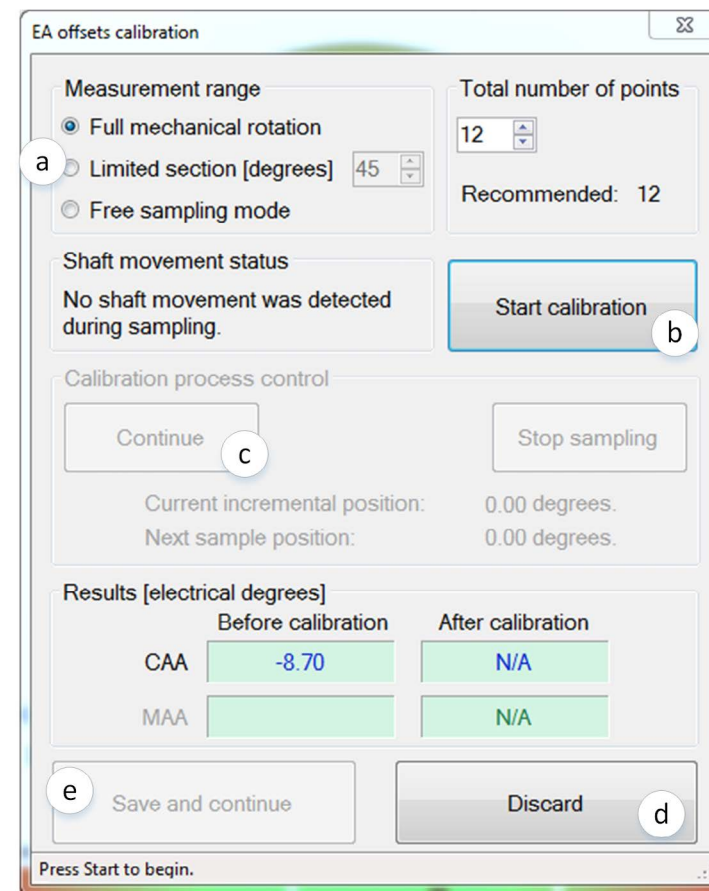 EA offsets calibration
Measurement range
Full mechanical rotation
a
Limited section [degrees] 45
Free sampling mode
Total number of points
12
Recommended: 12
Shaft movement status
No shaft movement was detected
during sampling.
Start calibration
b
Calibration process control
Continue
c
Stop sampling
Current incremental position: 0.00 degrees.
Next sample position: 0.00 degrees.
Results [electrical degrees]
Before calibration After calibration
CAA -8.70 N/A
MAA N/A
e
Save and continue
Discard
d
Press Start to begin.